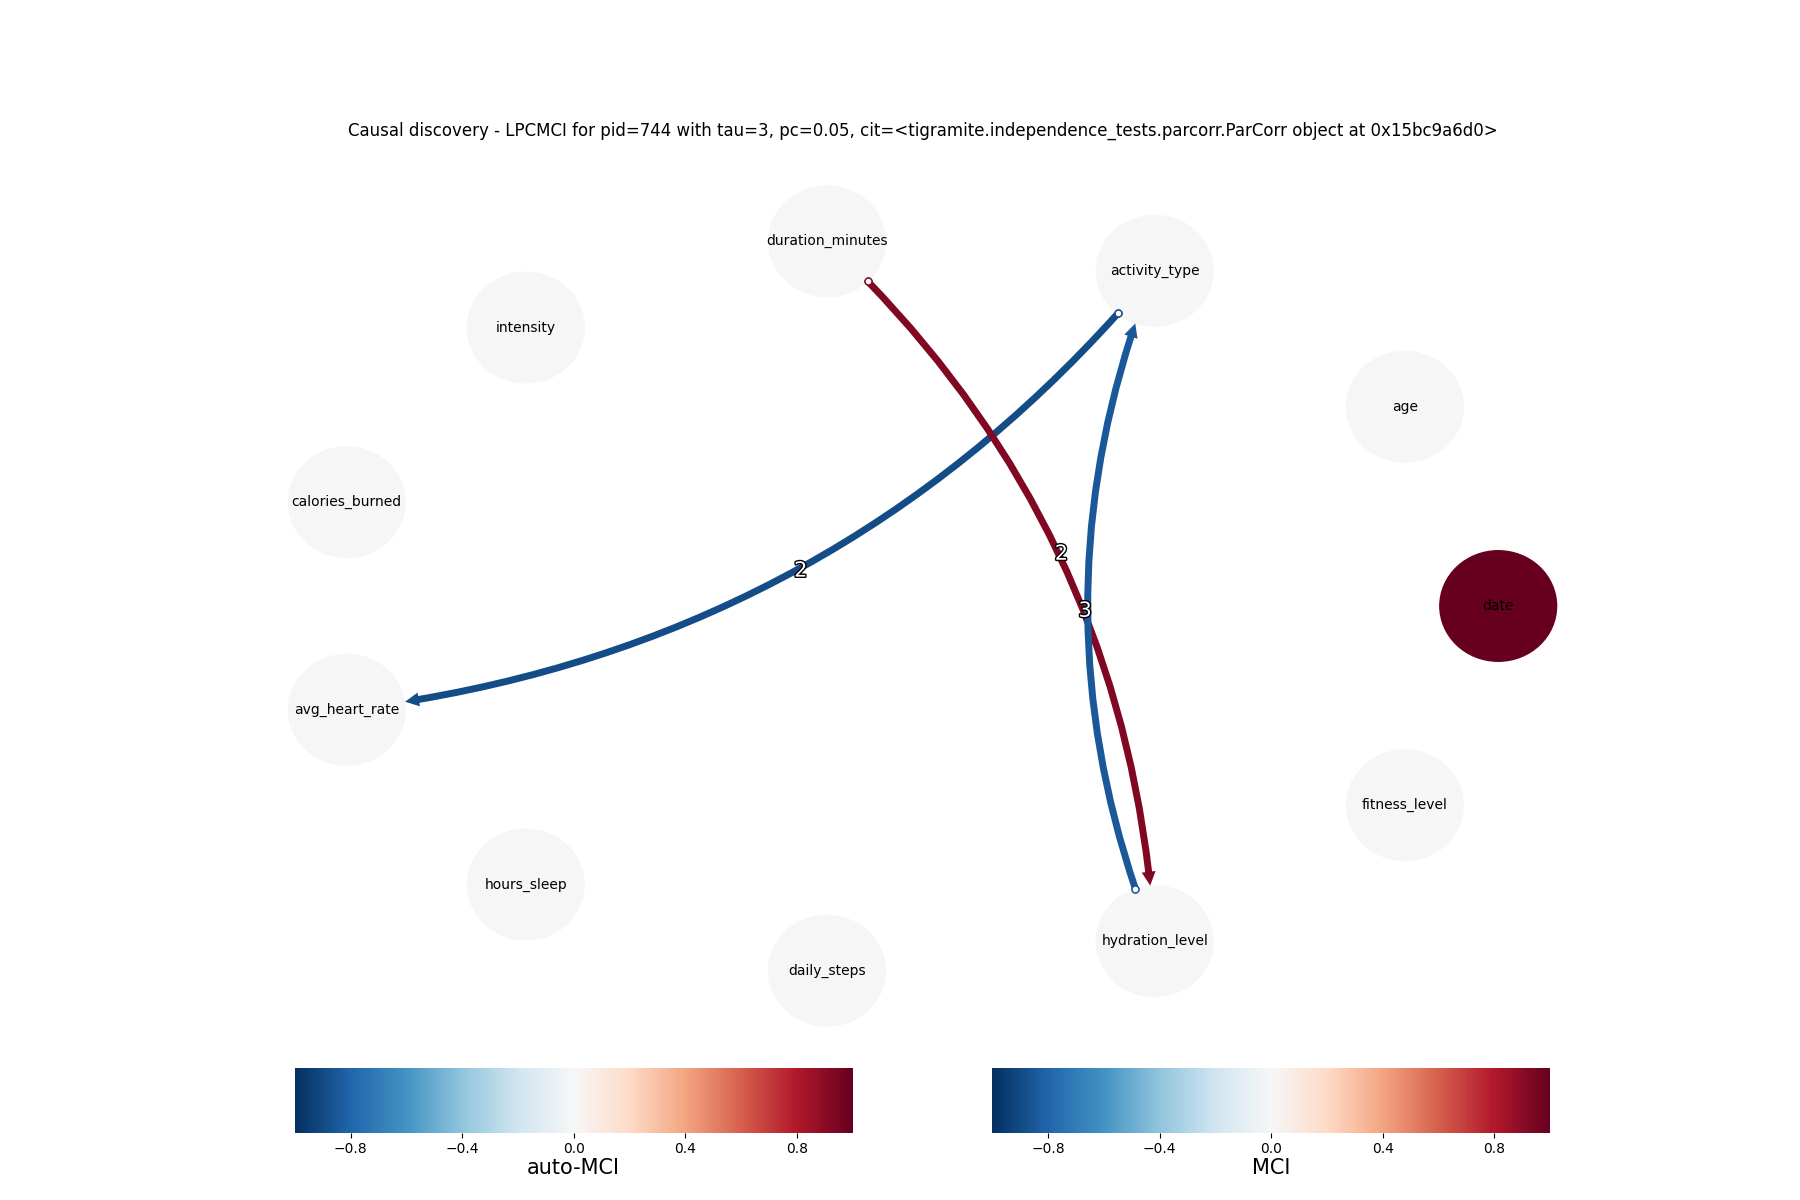 Causal discovery - LPCMCI for pid=744 with tau=3, pc=0.05, cit=<tigramite.independence_tests.parcorr.ParCorr object at 0x15bc9a6d0>
duration_minutes
activity_type
intensity
age
calories_burned
2
2
date
3
avg_heart_rate
fitness_level
hours_sleep
hydration_level
daily_steps
−0.8 −0.4 0.0 0.4 0.8
auto-MCI
−0.8 −0.4 0.0 0.4 0.8
MCI